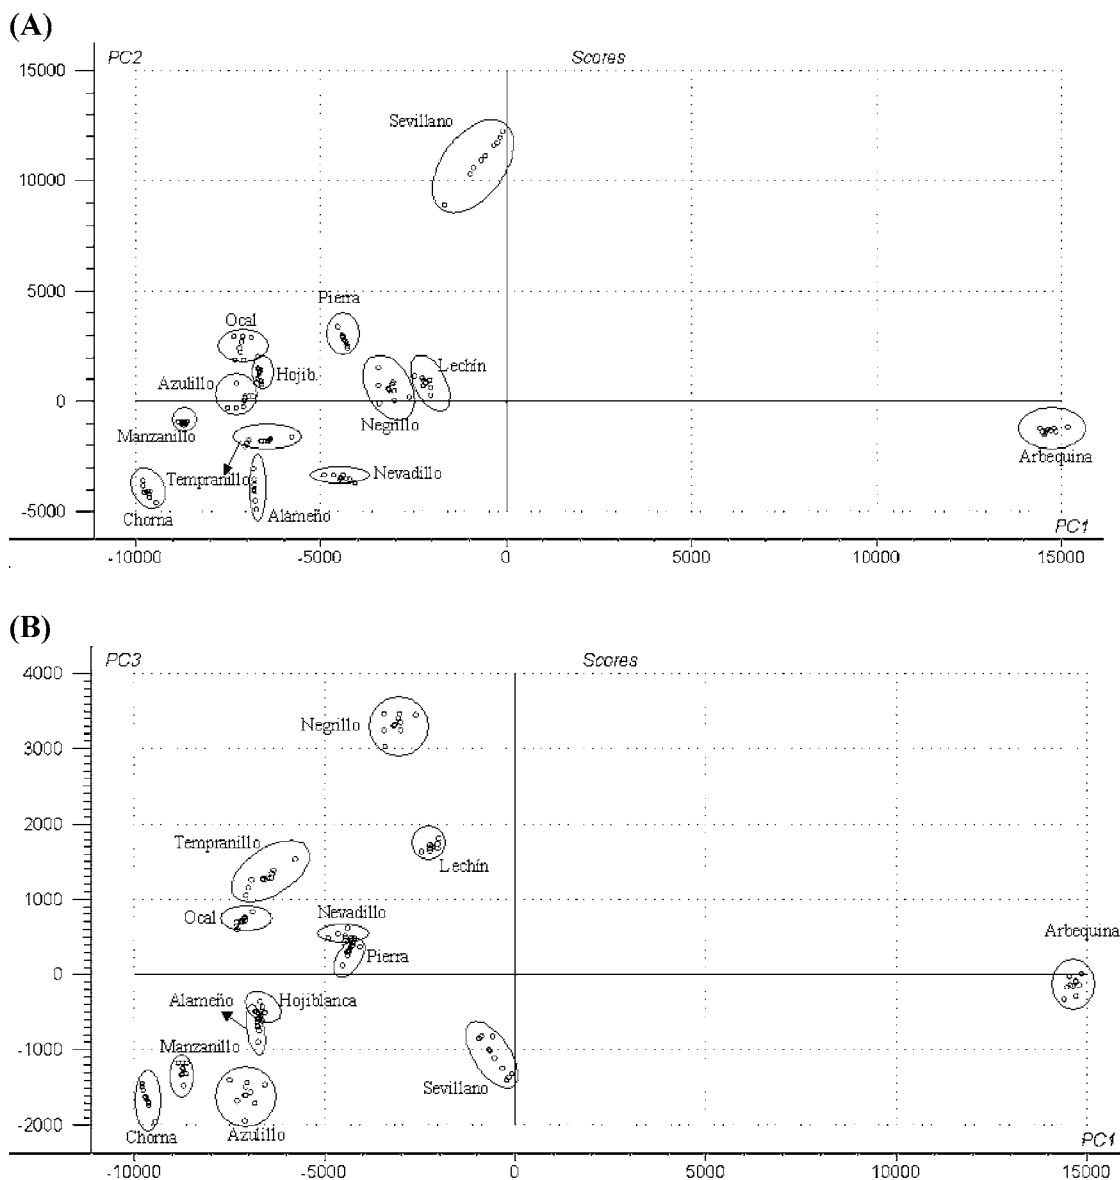 (A)
PC2 Scores
15000
Sevillano
10000
5000
Pierra
Ocal
Lechín
Hojib.
Azulillo
0
Negrillo
Manzanillo
Arbequina
Nevadillo
Tempranillo
-5000
Chorna
Alameño
PC1
-10000 -5000 0 5000 10000 15000
(B)
PC3 Scores
4000
Negrillo
3000
2000
Tempranillo
Lechín
1000
Ocal
Nevadillo
Arbequina
Pierra
0
Alameño
Hojiblanca
-1000
Manzanillo
Sevillano
-2000
Chorna
Azulillo
PC1
-10000 -5000 0 5000 10000 15000